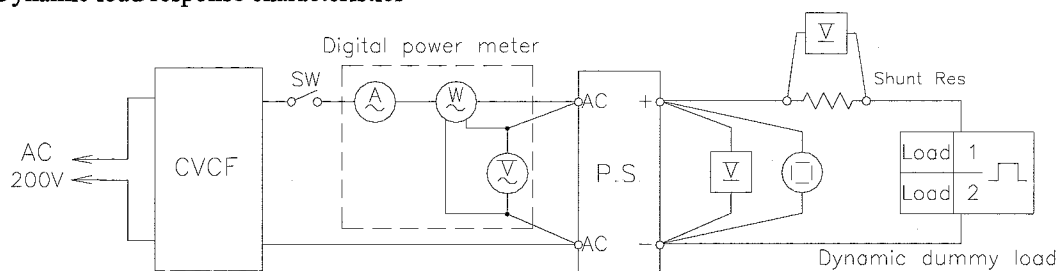 Dynamic load response characteristics
Digital power meter
V
SW
Shunt Res
A
W
AC
+
AC
200V
CVCF
V
P.S.
V
Load 1
Load 2
AC
−
Dynamic dummy load